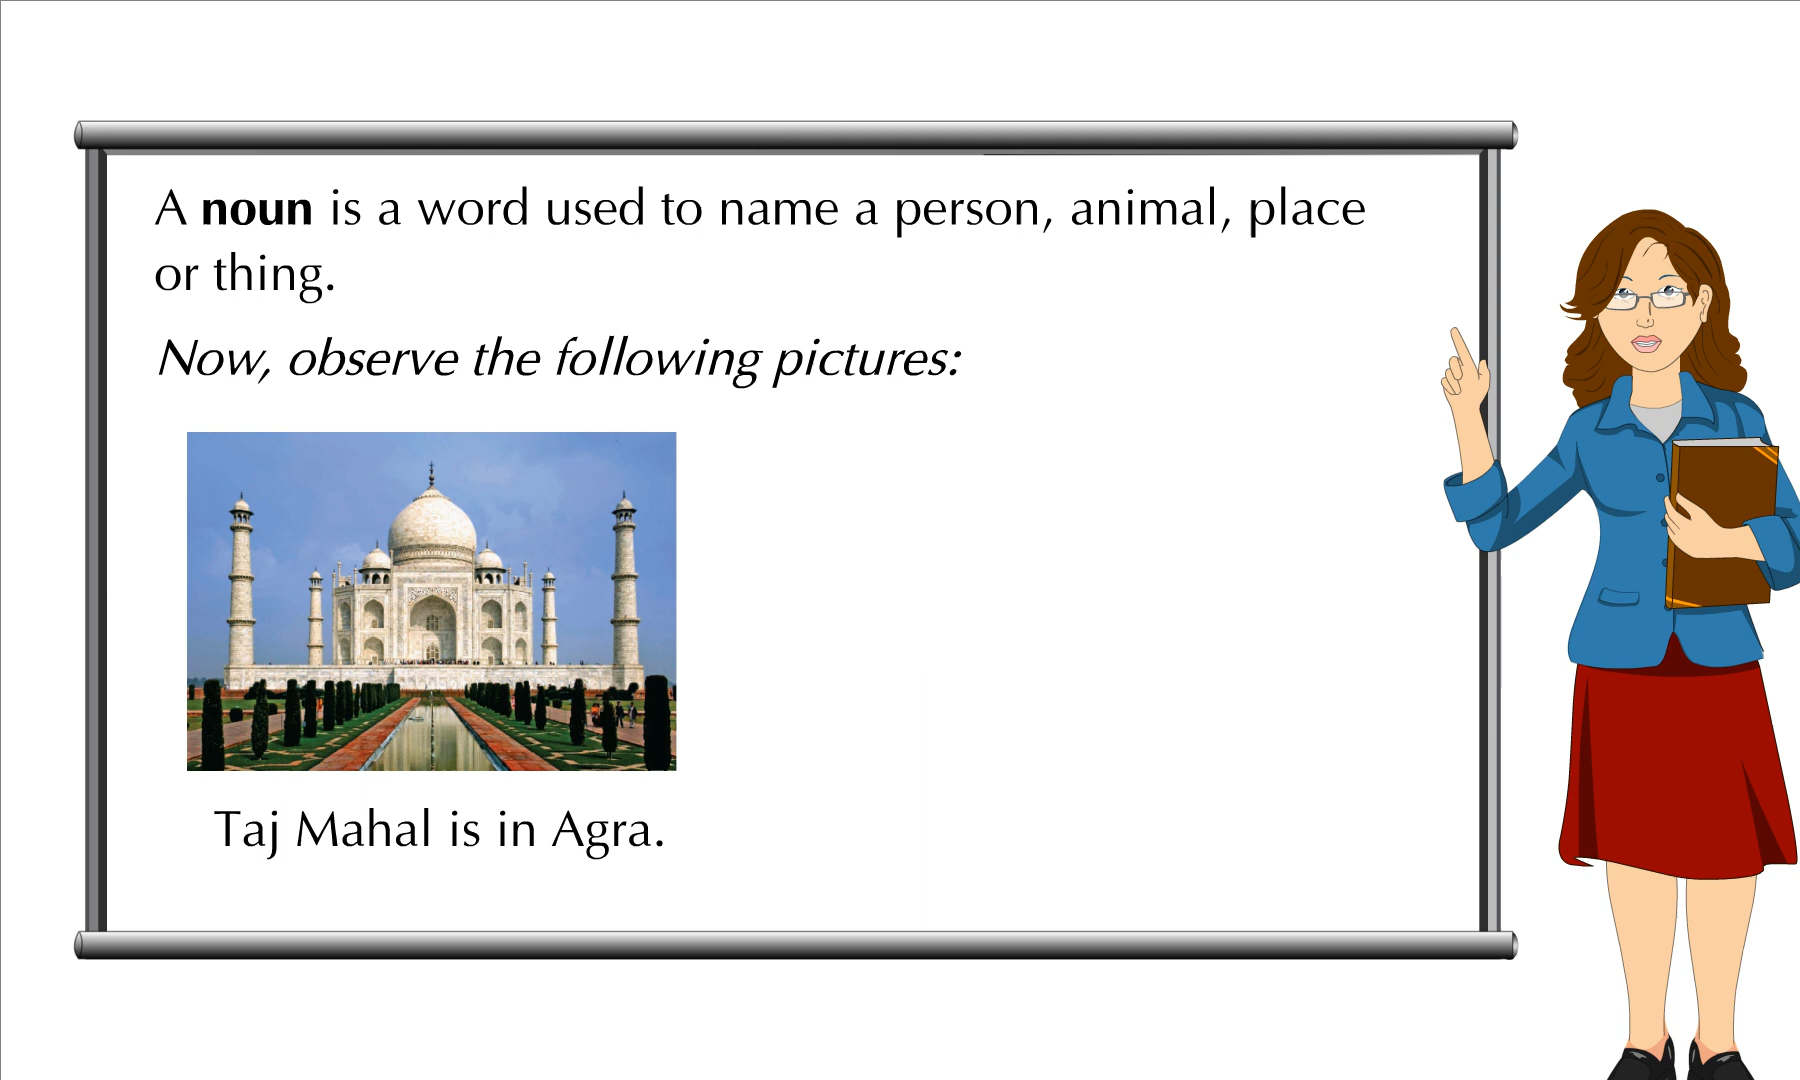 A noun is a word used to name a person, animal, place
or thing.
Now, observe the following pictures:
Taj Mahal is in Agra.